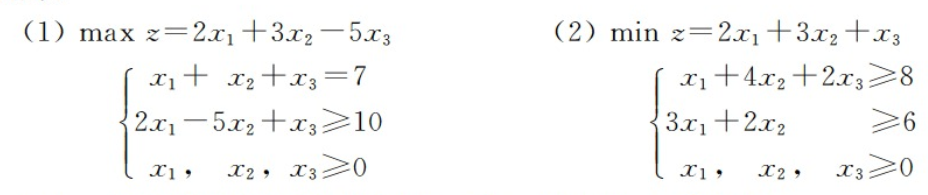 (1) max z=2x₁+3x₂−5x₃
x₁+ x₂+x₃=7
2x₁−5x₂+x₃⩾10
x₁, x₂, x₃⩾0
(2) min z=2x₁+3x₂+x₃
x₁+4x₂+2x₃⩾8
3x₁+2x₂ ⩾6
x₁, x₂, x₃⩾0